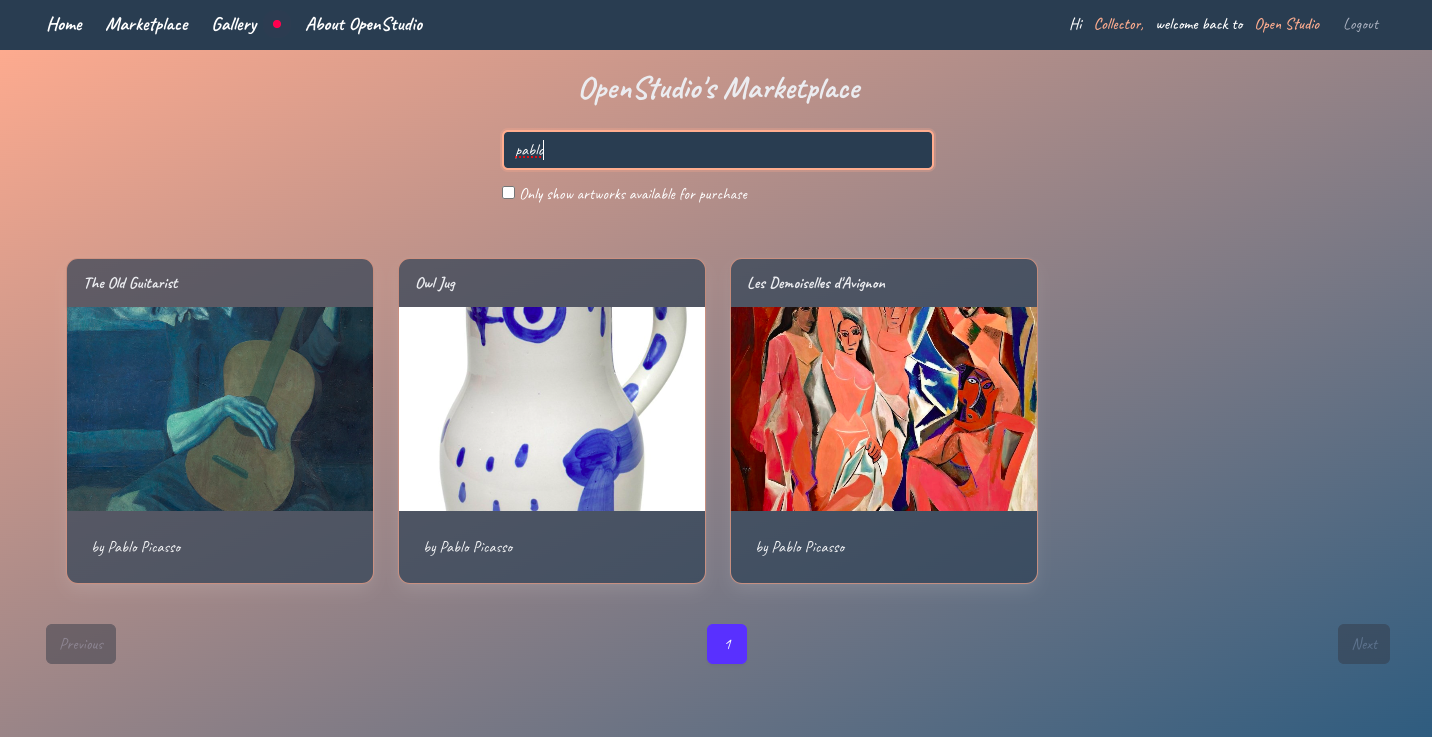 Home Marketplace Gallery About OpenStudio Hi Collector, welcome back to Open Studio Logout
OpenStudio's Marketplace
pablo
Only show artworks available for purchase
The Old Guitarist
Owl Jug
Les Demoiselles d'Avignon
by Pablo Picasso
by Pablo Picasso
by Pablo Picasso
Previous 1 Next